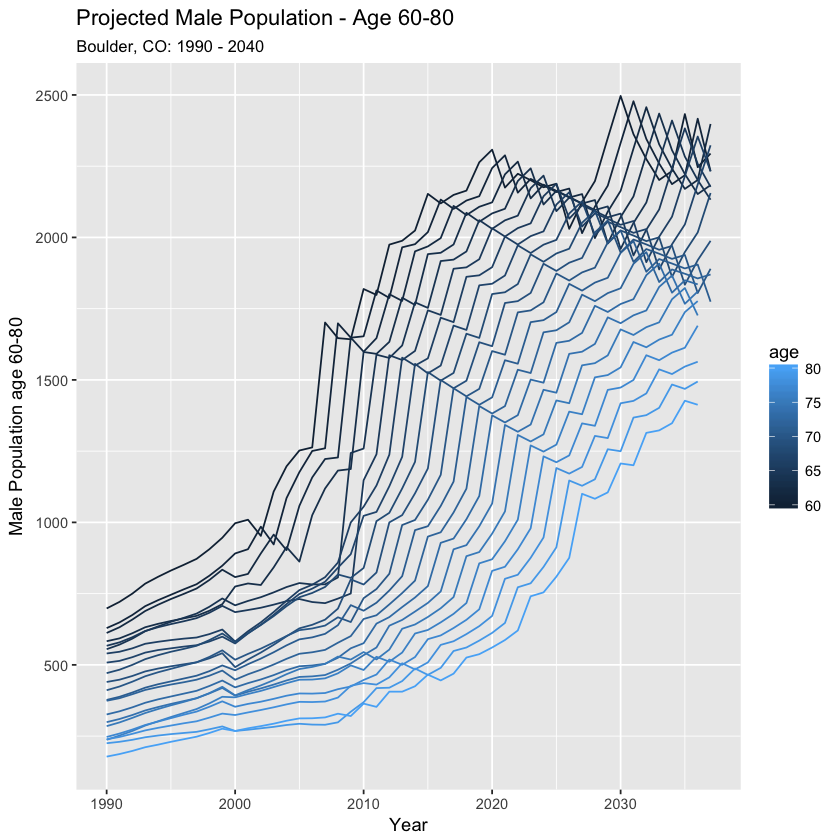 Projected Male Population - Age 60-80
Boulder, CO: 1990 - 2040
Male Population age 60-80
2500
2000
1500
1000
500
1990 2000 2010 2020 2030
Year
age
80
75
70
65
60